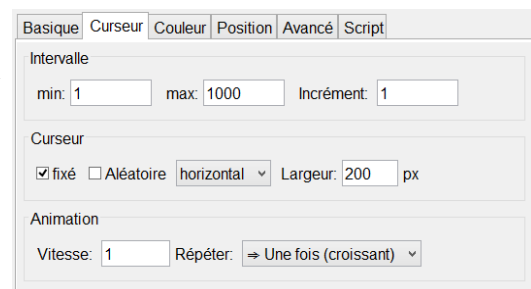 Basique Curseur Couleur Position Avancé Script
Intervalle
min: 1 max: 1000 Incrément: 1
Curseur
fixé Aléatoire horizontal Largeur: 200 px
Animation
Vitesse: 1 Répéter: ⇒ Une fois (croissant)